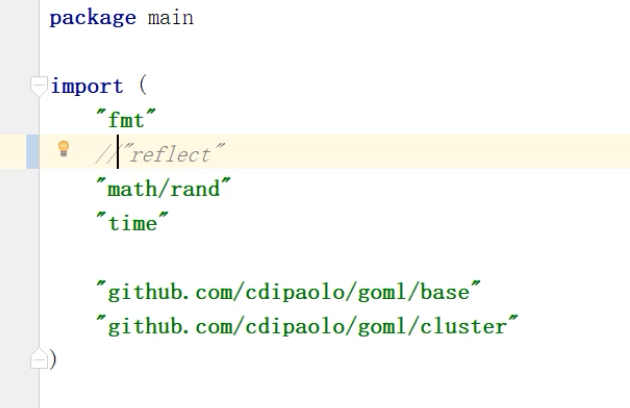 package main
import (
"fmt"
//"reflect"
"math/rand"
"time"
"github.com/cdipaolo/goml/base"
"github.com/cdipaolo/goml/cluster"
)